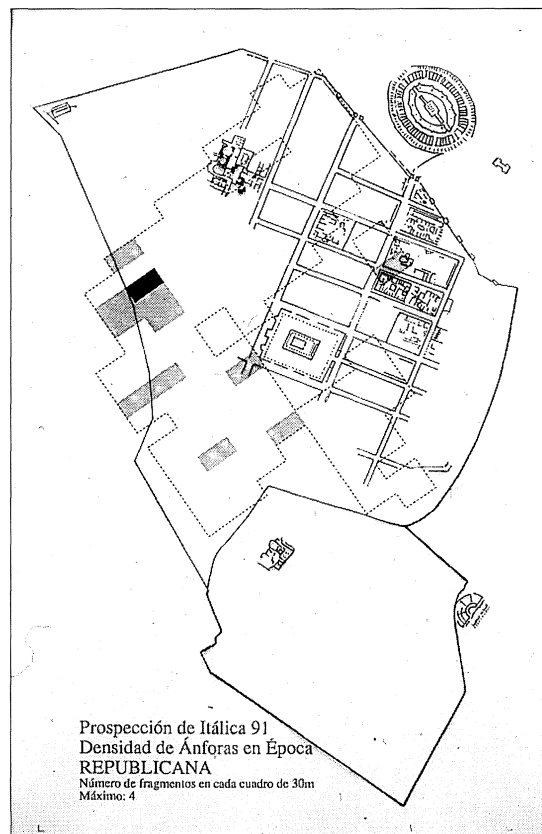 Prospección de Itálica 91
Densidad de Ánforas en Época
REPUBLICANA
Número de fragmentos en cada cuadro de 30m
Máximo: 4